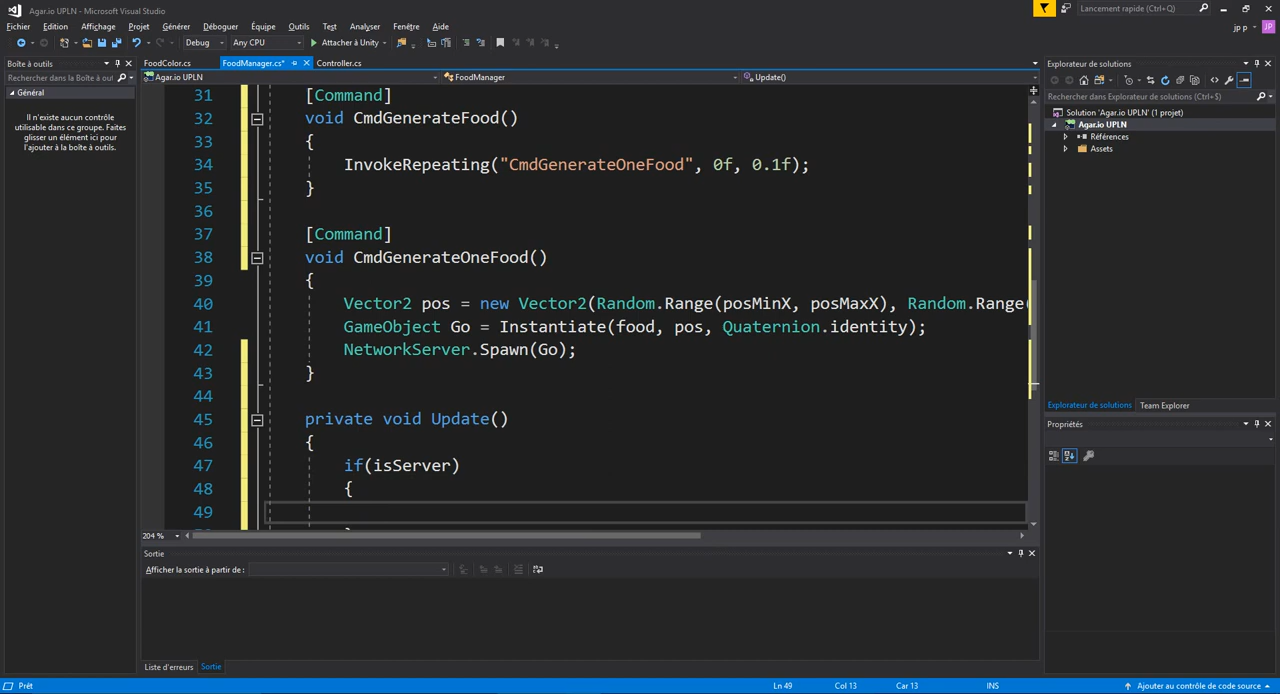 Agar.io UPLN - Microsoft Visual Studio
Lancement rapide (Ctrl+Q)
Fichier Edition Affichage Projet Générer Déboguer Équipe Outils Test Analyser Fenêtre Aide
jp p JP
Debug Any CPU Attacher à Unity
Boîte à outils
FoodColor.cs FoodManager.cs* Controller.cs
Explorateur de solutions
Rechercher dans la Boîte à outi
Agar.io UPLN FoodManager Update()
Général
Il n'existe aucun contrôle
utilisable dans ce groupe. Faites
glisser un élément ici pour
l'ajouter à la boîte à outils.
31 [Command]
32 void CmdGenerateFood()
33 {
34 InvokeRepeating("CmdGenerateOneFood", 0f, 0.1f);
35 }
36
37 [Command]
38 void CmdGenerateOneFood()
39 {
40 Vector2 pos = new Vector2(Random.Range(posMinX, posMaxX), Random.Range(
41 GameObject Go = Instantiate(food, pos, Quaternion.identity);
42 NetworkServer.Spawn(Go);
43 }
44
45 private void Update()
46 {
47 if(isServer)
48 {
49
204 %
Rechercher dans Explorateur de solutions (Ctrl+$)
Solution 'Agar.io UPLN' (1 projet)
Agar.io UPLN
Références
Assets
Explorateur de solutions Team Explorer
Propriétés
Sortie
Afficher la sortie à partir de :
Liste d'erreurs Sortie
Prêt Ln 49 Col 13 Car 13 INS Ajouter au contrôle de code source